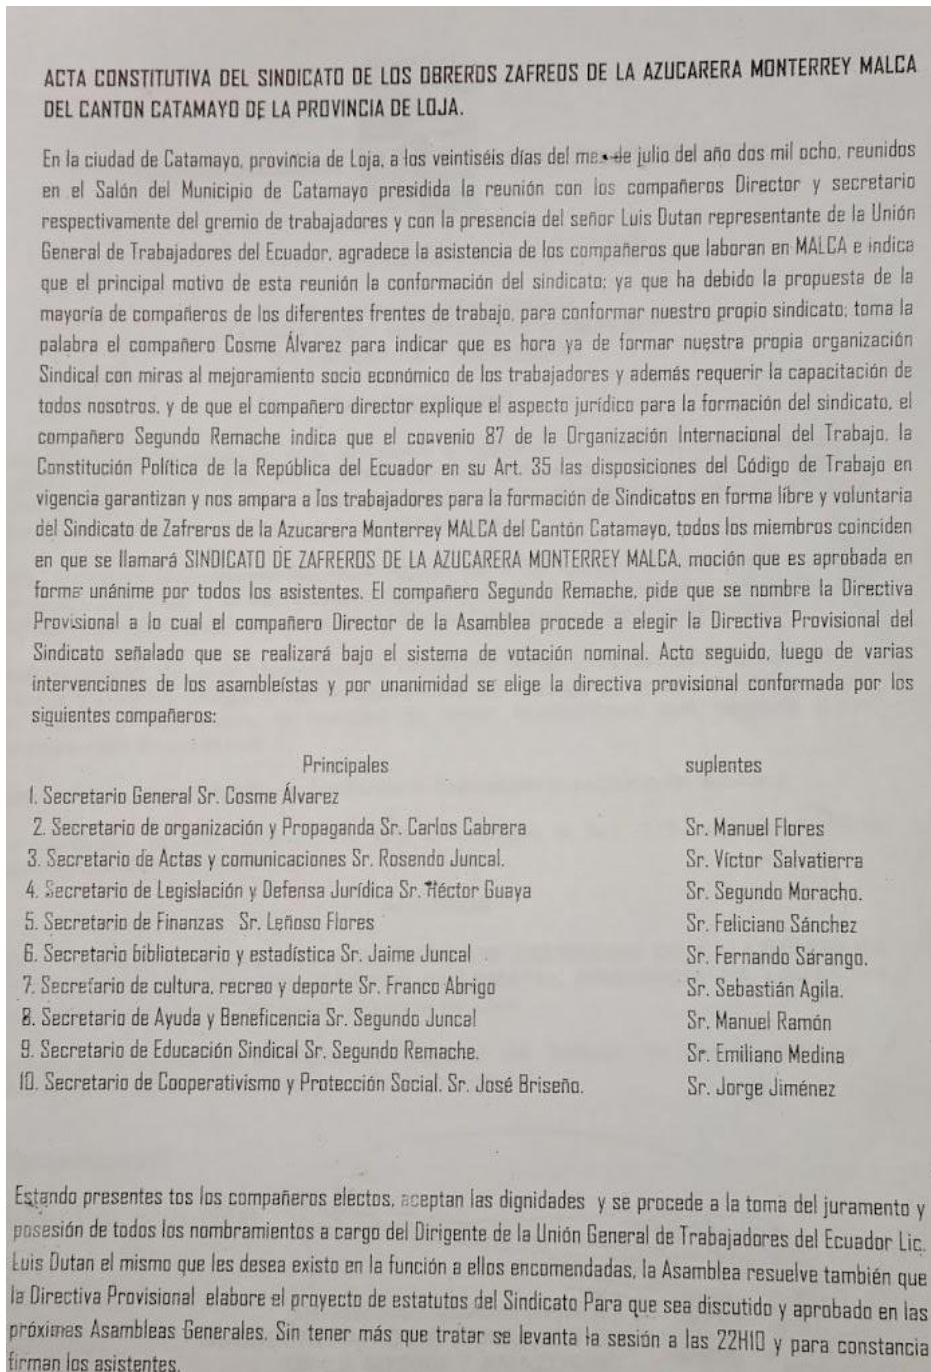 ACTA CONSTITUTIVA DEL SINDICATO DE LOS OBREROS ZAFREOS DE LA AZUCARERA MONTERREY MALCA
DEL CANTON CATAMAYO DE LA PROVINCIA DE LOJA.
En la ciudad de Catamayo, provincia de Loja, a los veintiséis días del mes de julio del año dos mil ocho, reunidos
en el Salón del Municipio de Catamayo presidida la reunión con los compañeros Director y secretario
respectivamente del gremio de trabajadores y con la presencia del señor Luis Dutan representante de la Unión
General de Trabajadores del Ecuador, agradece la asistencia de los compañeros que laboran en MALCA e indica
que el principal motivo de esta reunión la conformación del sindicato; ya que ha debido la propuesta de la
mayoría de compañeros de los diferentes frentes de trabajo, para conformar nuestro propio sindicato; toma la
palabra el compañero Cosme Álvarez para indicar que es hora ya de formar nuestra propia organización
Sindical con miras al mejoramiento socio económico de los trabajadores y además requerir la capacitación de
todos nosotros, y de que el compañero director explique el aspecto jurídico para la formación del sindicato, el
compañero Segundo Remache indica que el convenio 87 de la Organización Internacional del Trabajo, la
Constitución Política de la República del Ecuador en su Art. 35 las disposiciones del Código de Trabajo en
vigencia garantizan y nos ampara a los trabajadores para la formación de Sindicatos en forma libre y voluntaria
del Sindicato de Zafreros de la Azucarera Monterrey MALCA del Cantón Catamayo, todos los miembros coinciden
en que se llamará SINDICATO DE ZAFREROS DE LA AZUCARERA MONTERREY MALCA, moción que es aprobada en
forma unánime por todos los asistentes. El compañero Segundo Remache, pide que se nombre la Directiva
Provisional a lo cual el compañero Director de la Asamblea procede a elegir la Directiva Provisional del
Sindicato señalado que se realizará bajo el sistema de votación nominal. Acto seguido, luego de varias
intervenciones de los asambleístas y por unanimidad se elige la directiva provisional conformada por los
siguientes compañeros:
Principales suplentes
1. Secretario General Sr. Cosme Álvarez
2. Secretario de organización y Propaganda Sr. Carlos Cabrera Sr. Manuel Flores
3. Secretario de Actas y comunicaciones Sr. Rosendo Juncal. Sr. Víctor Salvatierra
4. Secretario de Legislación y Defensa Jurídica Sr. Héctor Guaya Sr. Segundo Moracho.
5. Secretario de Finanzas Sr. Leñoso Flores Sr. Feliciano Sánchez
6. Secretario bibliotecario y estadística Sr. Jaime Juncal Sr. Fernando Sárango.
7. Secretario de cultura, recreo y deporte Sr. Franco Abrigo Sr. Sebastián Agila.
8. Secretario de Ayuda y Beneficencia Sr. Segundo Juncal Sr. Manuel Ramón
9. Secretario de Educación Sindical Sr. Segundo Remache. Sr. Emiliano Medina
10. Secretario de Cooperativismo y Protección Social. Sr. José Briseño. Sr. Jorge Jiménez
Estando presentes tos los compañeros electos, aceptan las dignidades y se procede a la toma del juramento y
posesión de todos los nombramientos a cargo del Dirigente de la Unión General de Trabajadores del Ecuador Lic.
Luis Dutan el mismo que les desea existo en la función a ellos encomendadas, la Asamblea resuelve también que
la Directiva Provisional elabore el proyecto de estatutos del Sindicato Para que sea discutido y aprobado en las
próximas Asambleas Generales. Sin tener más que tratar se levanta la sesión a las 22H10 y para constancia
firman los asistentes.